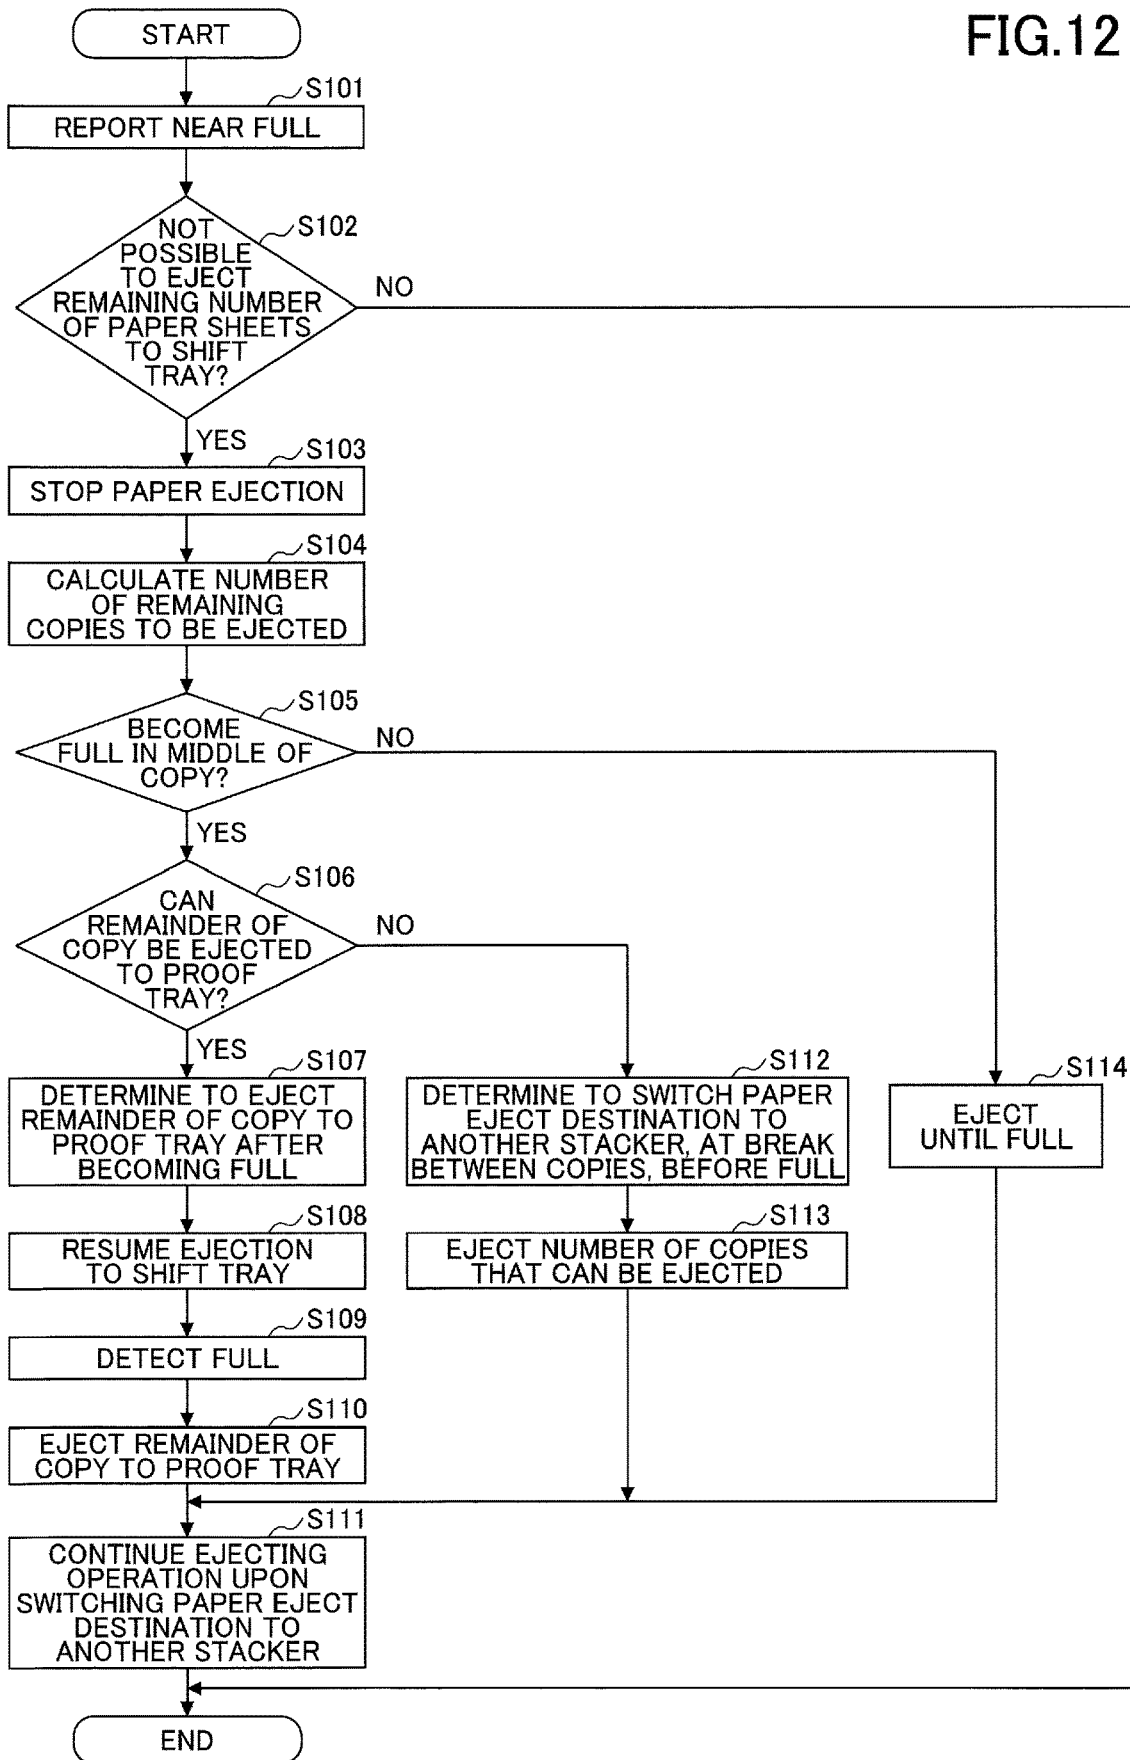 FIG.12
START
S101
REPORT NEAR FULL
S102
NOT
POSSIBLE
TO EJECT
REMAINING NUMBER
OF PAPER SHEETS
TO SHIFT
TRAY?
NO
YES
S103
STOP PAPER EJECTION
S104
CALCULATE NUMBER
OF REMAINING
COPIES TO BE EJECTED
S105
BECOME
FULL IN MIDDLE OF
COPY?
NO
YES
S106
CAN
REMAINDER OF
COPY BE EJECTED
TO PROOF
TRAY?
NO
YES
S107
DETERMINE TO EJECT
REMAINDER OF COPY TO
PROOF TRAY AFTER
BECOMING FULL
S112
DETERMINE TO SWITCH PAPER
EJECT DESTINATION TO
ANOTHER STACKER, AT BREAK
BETWEEN COPIES, BEFORE FULL
S114
EJECT
UNTIL FULL
S108
RESUME EJECTION
TO SHIFT TRAY
S113
EJECT NUMBER OF COPIES
THAT CAN BE EJECTED
S109
DETECT FULL
S110
EJECT REMAINDER OF
COPY TO PROOF TRAY
S111
CONTINUE EJECTING
OPERATION UPON
SWITCHING PAPER EJECT
DESTINATION TO
ANOTHER STACKER
END